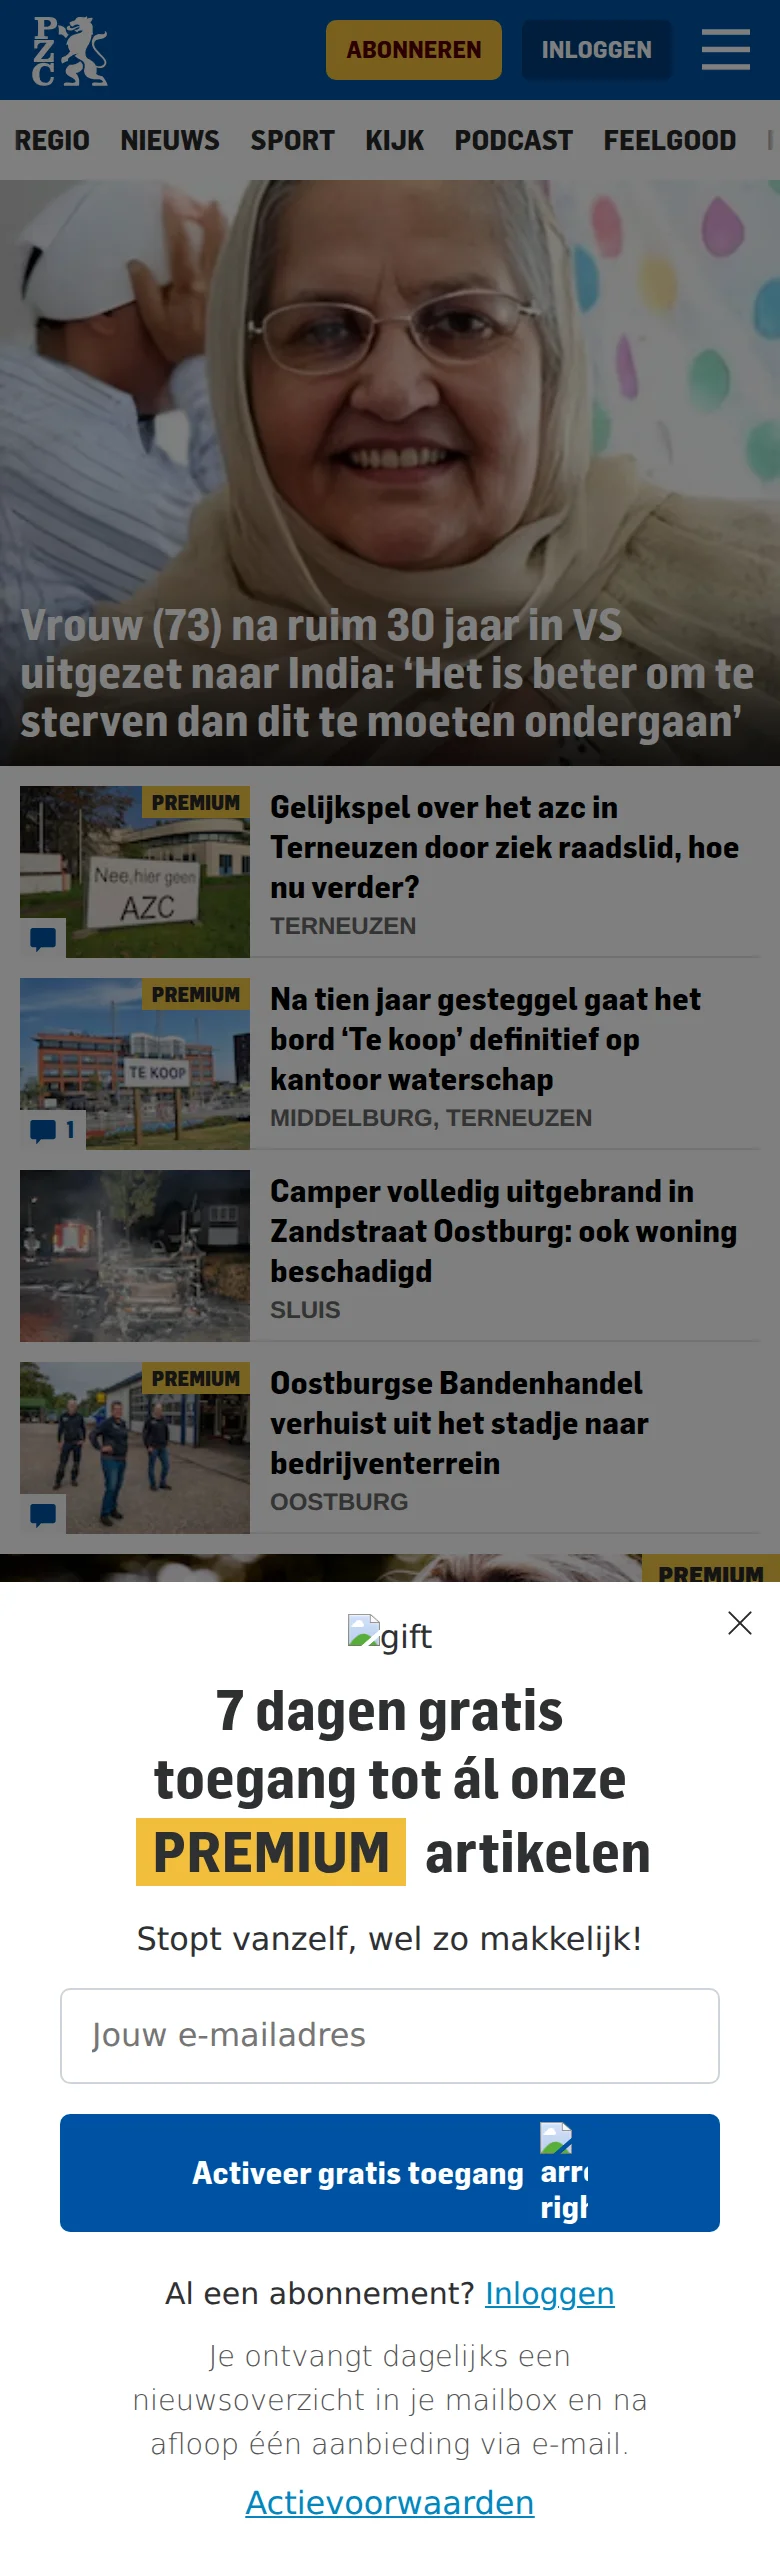 PZC
ABONNEREN
INLOGGEN
REGIO NIEUWS SPORT KIJK PODCAST FEELGOOD
Vrouw (73) na ruim 30 jaar in VS
uitgezet naar India: ‘Het is beter om te
sterven dan dit te moeten ondergaan’
PREMIUM
Nee, hier geen
AZC
Gelijkspel over het azc in
Terneuzen door ziek raadslid, hoe
nu verder?
TERNEUZEN
PREMIUM
TE KOOP
1
Na tien jaar gesteggel gaat het
bord ‘Te koop’ definitief op
kantoor waterschap
MIDDELBURG, TERNEUZEN
Camper volledig uitgebrand in
Zandstraat Oostburg: ook woning
beschadigd
SLUIS
PREMIUM
Oostburgse Bandenhandel
verhuist uit het stadje naar
bedrijventerrein
OOSTBURG
PREMIUM
gift
7 dagen gratis
toegang tot ál onze
PREMIUM artikelen
Stopt vanzelf, wel zo makkelijk!
Jouw e-mailadres
Activeer gratis toegang
Al een abonnement? Inloggen
Je ontvangt dagelijks een
nieuwsoverzicht in je mailbox en na
afloop één aanbieding via e-mail.
Actievoorwaarden